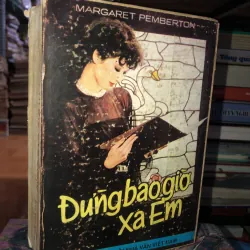 MARGARET PEMBERTON
Đừng bao giờ
xa Em